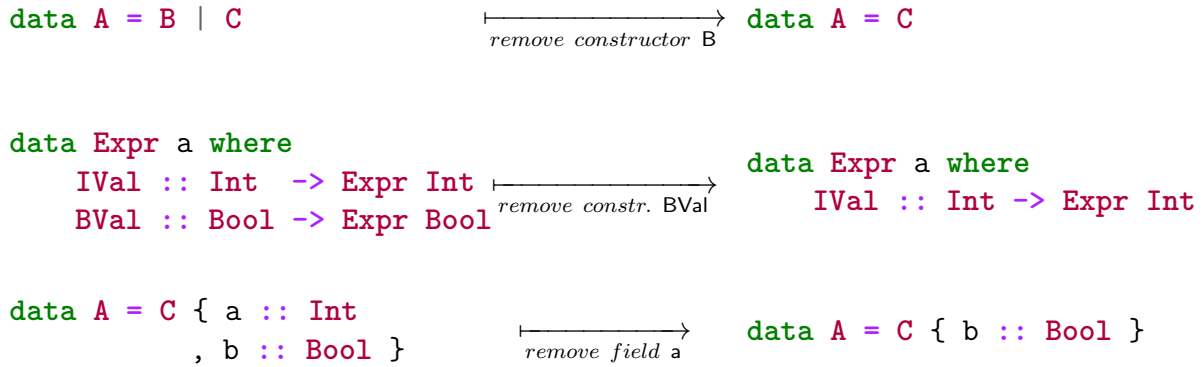 data A = B | C ⟼ data A = C
remove constructor B
data Expr a where
IVal :: Int -> Expr Int
BVal :: Bool -> Expr Bool
⟼
remove constr. BVal
data Expr a where
IVal :: Int -> Expr Int
data A = C { a :: Int
, b :: Bool }
⟼
remove field a
data A = C { b :: Bool }